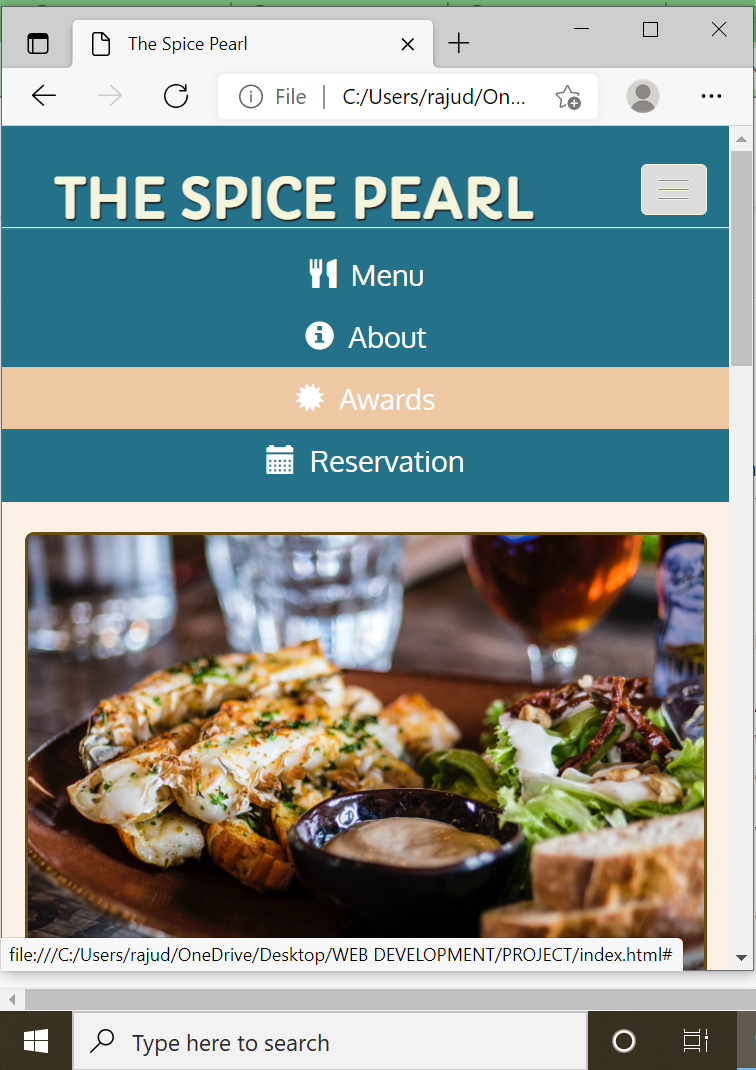 The Spice Pearl
File
C:/Users/rajud/On...
THE SPICE PEARL
Menu
About
Awards
Reservation
file:///C:/Users/rajud/OneDrive/Desktop/WEB DEVELOPMENT/PROJECT/index.html#
Type here to search